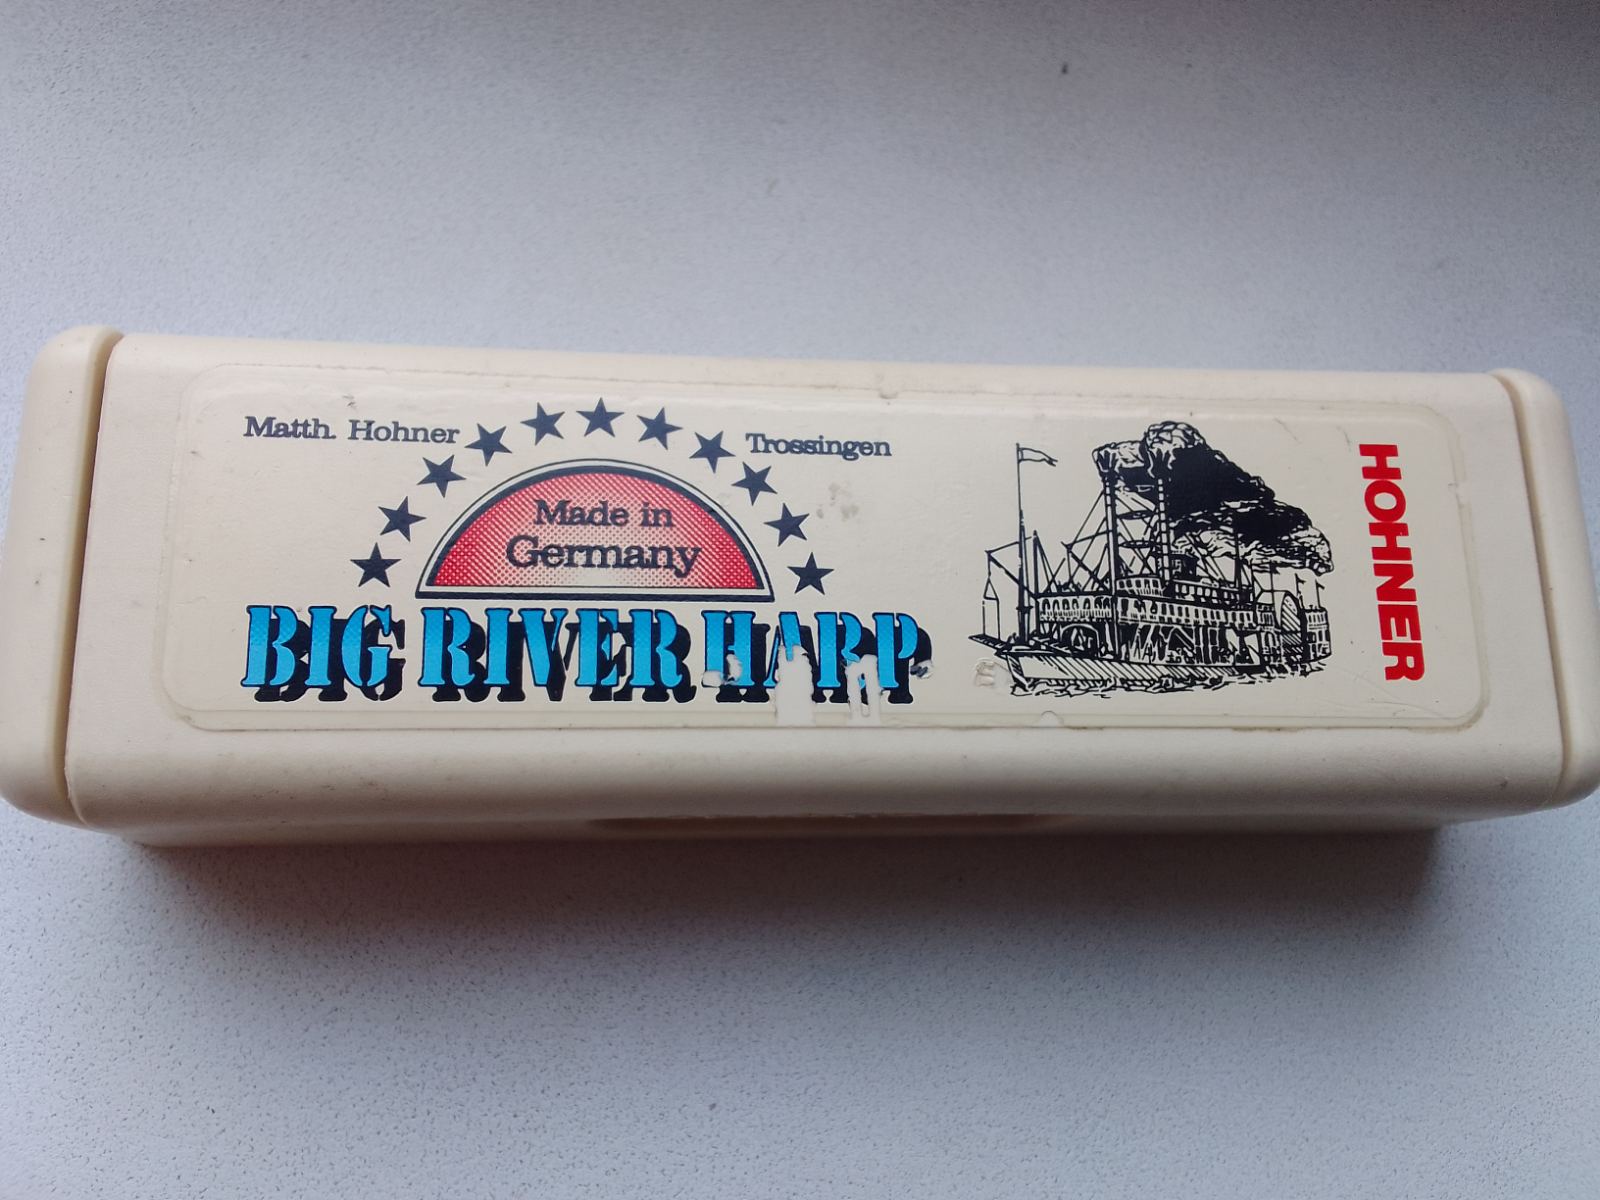 Matth. Hohner
Trossingen
Made in
Germany
BIG RIVER HARP
HOHNER